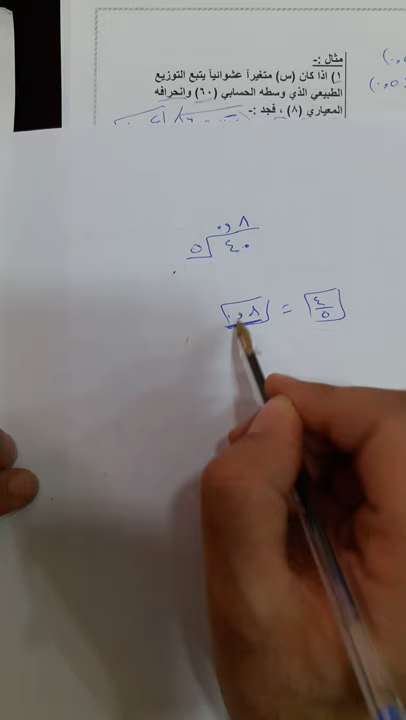 مثال :-
١) اذا كان (س) متغيراً عشوائياً يتبع التوزيع
الطبيعي الذي وسطه الحسابي (٦٠) وانحرافه
المعياري (٨) ، فجد :-
٠,٨
٥ ٤٠
٠,٨ = ٤/٥